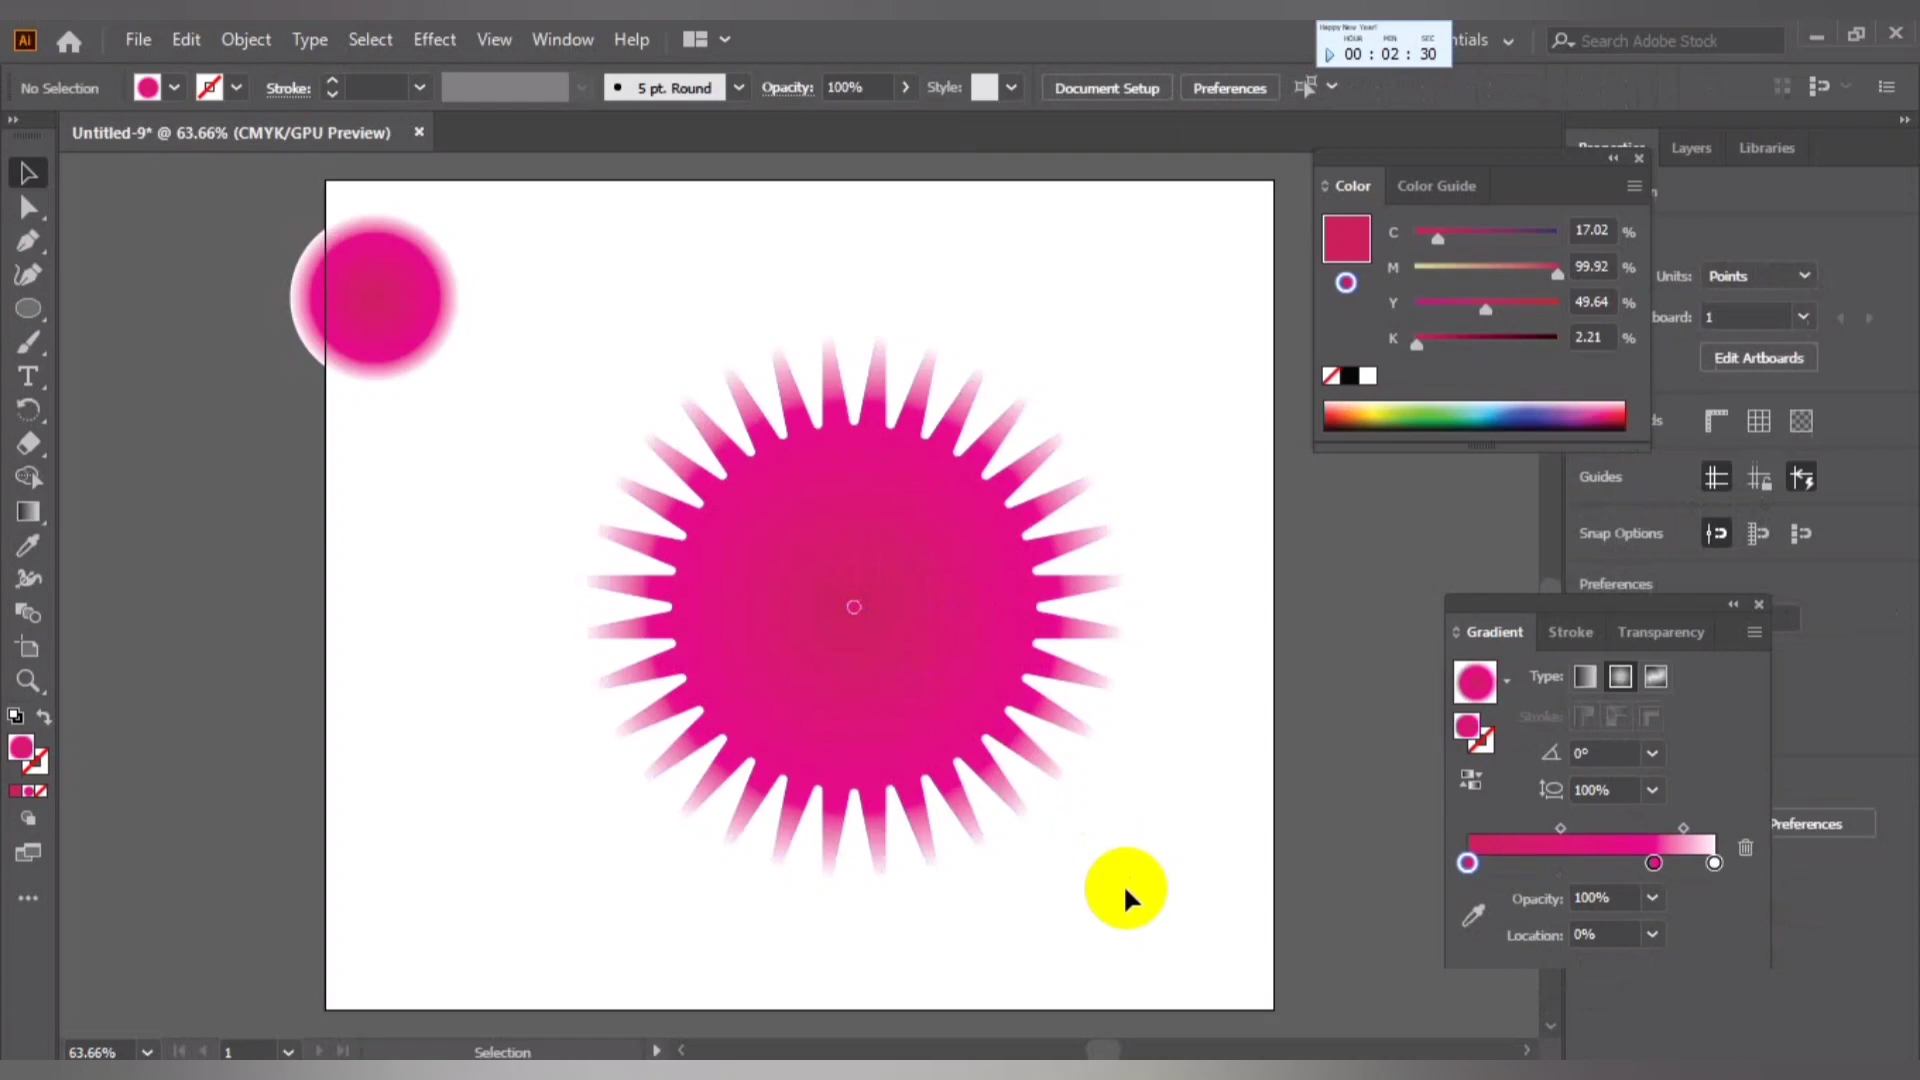 Ai File Edit Object Type Select Effect View Window Help
Happy New Year!
HOUR MIN SEC
00 : 02 : 30
ntials
Search Adobe Stock
No Selection Stroke: 5 pt. Round Opacity: 100% Style: Document Setup Preferences
Untitled-9* @ 63.66% (CMYK/GPU Preview)
Properties Layers Libraries
Color Color Guide
C 17.02 %
M 99.92 %
Y 49.64 %
K 2.21 %
Units: Points
board: 1
Edit Artboards
ds
Guides
Snap Options
Preferences
Gradient Stroke Transparency
Type:
Stroke:
0°
100%
Preferences
Opacity: 100%
Location: 0%
63.66% 1 Selection